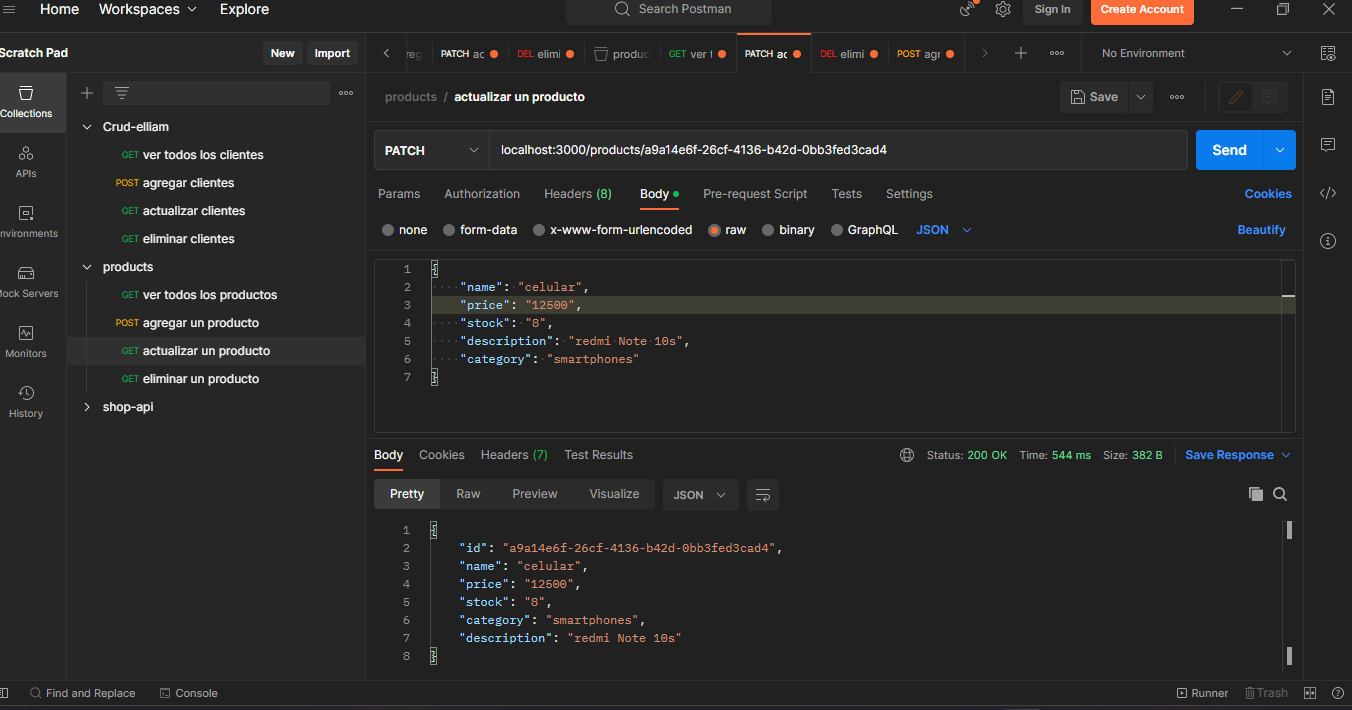 Home Workspaces Explore Search Postman Sign In Create Account
Scratch Pad New Import
PATCH ac DEL elimi produc GET ver t PATCH ac DEL elimi POST agr No Environment
products / actualizar un producto Save
Collections
APIs
nvironments
Mock Servers
Monitors
History
Crud-elliam
GET ver todos los clientes
POST agregar clientes
GET actualizar clientes
GET eliminar clientes
products
GET ver todos los productos
POST agregar un producto
GET actualizar un producto
GET eliminar un producto
shop-api
PATCH localhost:3000/products/a9a14e6f-26cf-4136-b42d-0bb3fed3cad4 Send
Params Authorization Headers (8) Body Pre-request Script Tests Settings Cookies
none form-data x-www-form-urlencoded raw binary GraphQL JSON Beautify
1 {
2 "name": "celular",
3 "price": "12500",
4 "stock": "8",
5 "description": "redmi Note 10s",
6 "category": "smartphones"
7 }
Body Cookies Headers (7) Test Results Status: 200 OK Time: 544 ms Size: 382 B Save Response
Pretty Raw Preview Visualize JSON
1 {
2 "id": "a9a14e6f-26cf-4136-b42d-0bb3fed3cad4",
3 "name": "celular",
4 "price": "12500",
5 "stock": "8",
6 "category": "smartphones",
7 "description": "redmi Note 10s"
8 }
Find and Replace Console Runner Trash